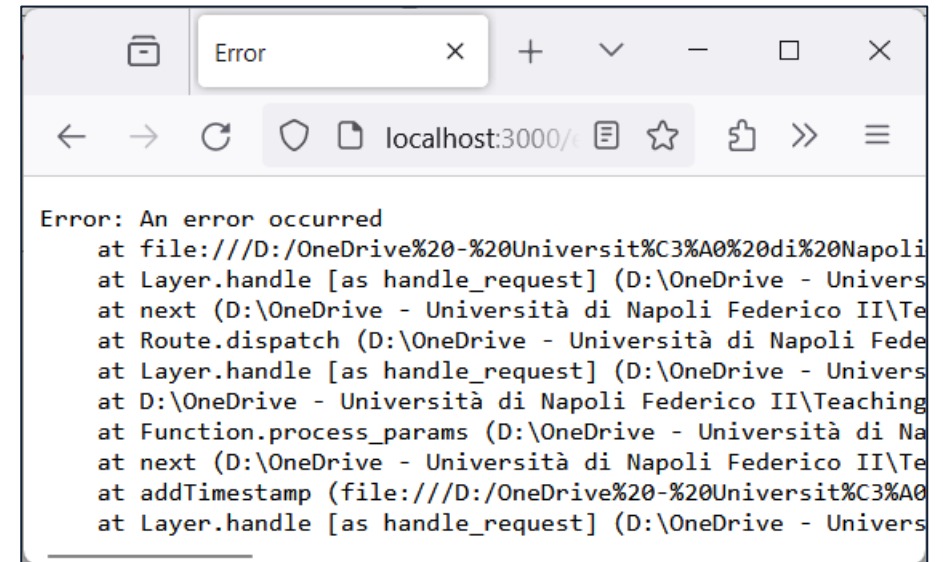 Error
localhost:3000/
Error: An error occurred
at file:///D:/OneDrive%20-%20Universit%C3%A0%20di%20Napoli
at Layer.handle [as handle_request] (D:\OneDrive - Univers
at next (D:\OneDrive - Università di Napoli Federico II\Te
at Route.dispatch (D:\OneDrive - Università di Napoli Fede
at Layer.handle [as handle_request] (D:\OneDrive - Univers
at D:\OneDrive - Università di Napoli Federico II\Teaching
at Function.process_params (D:\OneDrive - Università di Na
at next (D:\OneDrive - Università di Napoli Federico II\Te
at addTimestamp (file:///D:/OneDrive%20-%20Universit%C3%A0
at Layer.handle [as handle_request] (D:\OneDrive - Univers